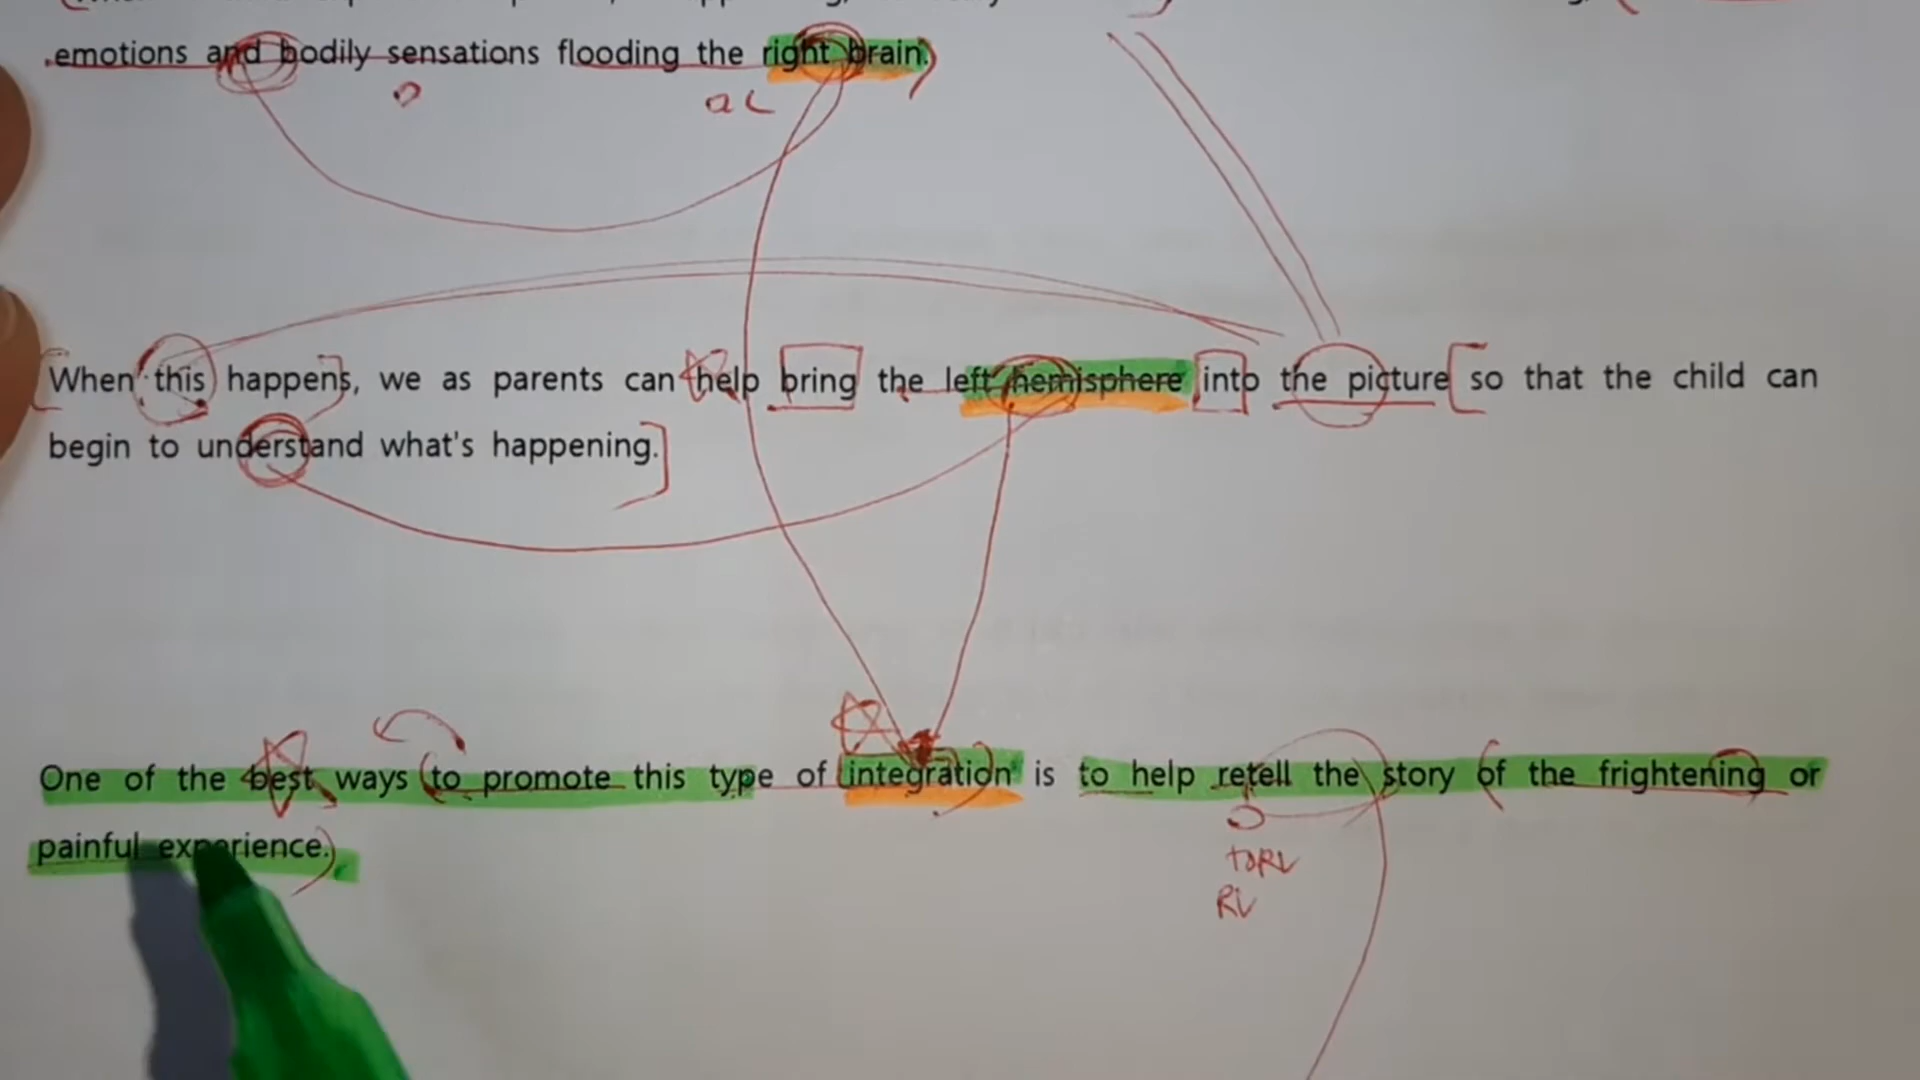 emotions and bodily sensations flooding the right brain.
When this happens, we as parents can help bring the left hemisphere into the picture so that the child can
begin to understand what's happening.
One of the best ways to promote this type of integration is to help retell the story of the frightening or
painful experience.
RV